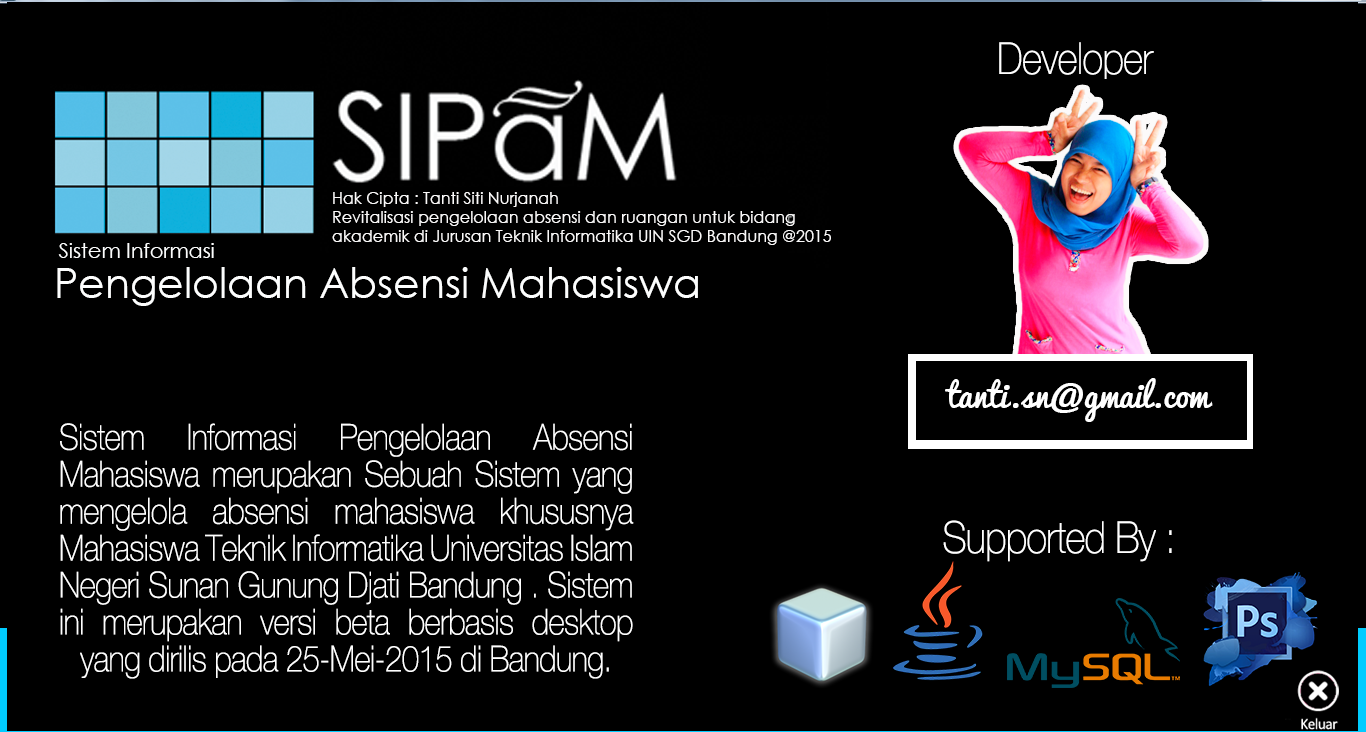 SIPaM
Hak Cipta : Tanti Siti Nurjanah
Revitalisasi pengelolaan absensi dan ruangan untuk bidang
akademik di Jurusan Teknik Informatika UIN SGD Bandung @2015
Sistem Informasi
Pengelolaan Absensi Mahasiswa
Sistem Informasi Pengelolaan Absensi
Mahasiswa merupakan Sebuah Sistem yang
mengelola absensi mahasiswa khususnya
Mahasiswa Teknik Informatika Universitas Islam
Negeri Sunan Gunung Djati Bandung . Sistem
ini merupakan versi beta berbasis desktop
yang dirilis pada 25-Mei-2015 di Bandung.
Developer
tanti.sn@gmail.com
Supported By :
MySQL™
Ps
Keluar